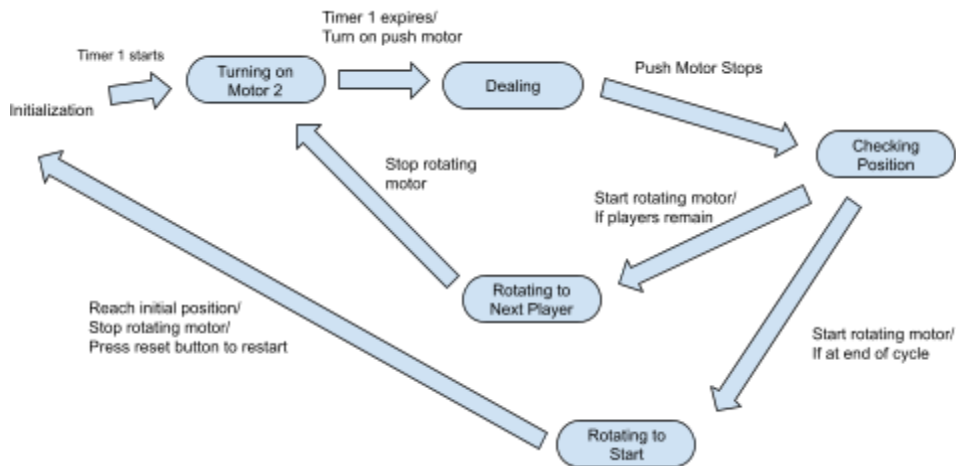 Timer 1 starts
Initialization
Turning on
Motor 2
Timer 1 expires/
Turn on push motor
Dealing
Push Motor Stops
Checking
Position
Stop rotating
motor
Start rotating motor/
If players remain
Rotating to
Next Player
Reach initial position/
Stop rotating motor/
Press reset button to restart
Start rotating motor/
If at end of cycle
Rotating to
Start